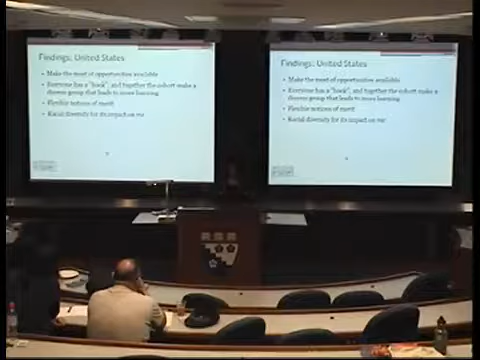 Findings: United States
• Make the most of opportunities available
• Everyone has a "hook", and together the cohort make a
diverse group that leads to more learning
• Flexible notions of merit
• Racial diversity for its impact on me
Findings: United States
• Make the most of opportunities available
• Everyone has a "hook", and together the cohort make a
diverse group that leads to more learning
• Flexible notions of merit
• Racial diversity for its impact on me